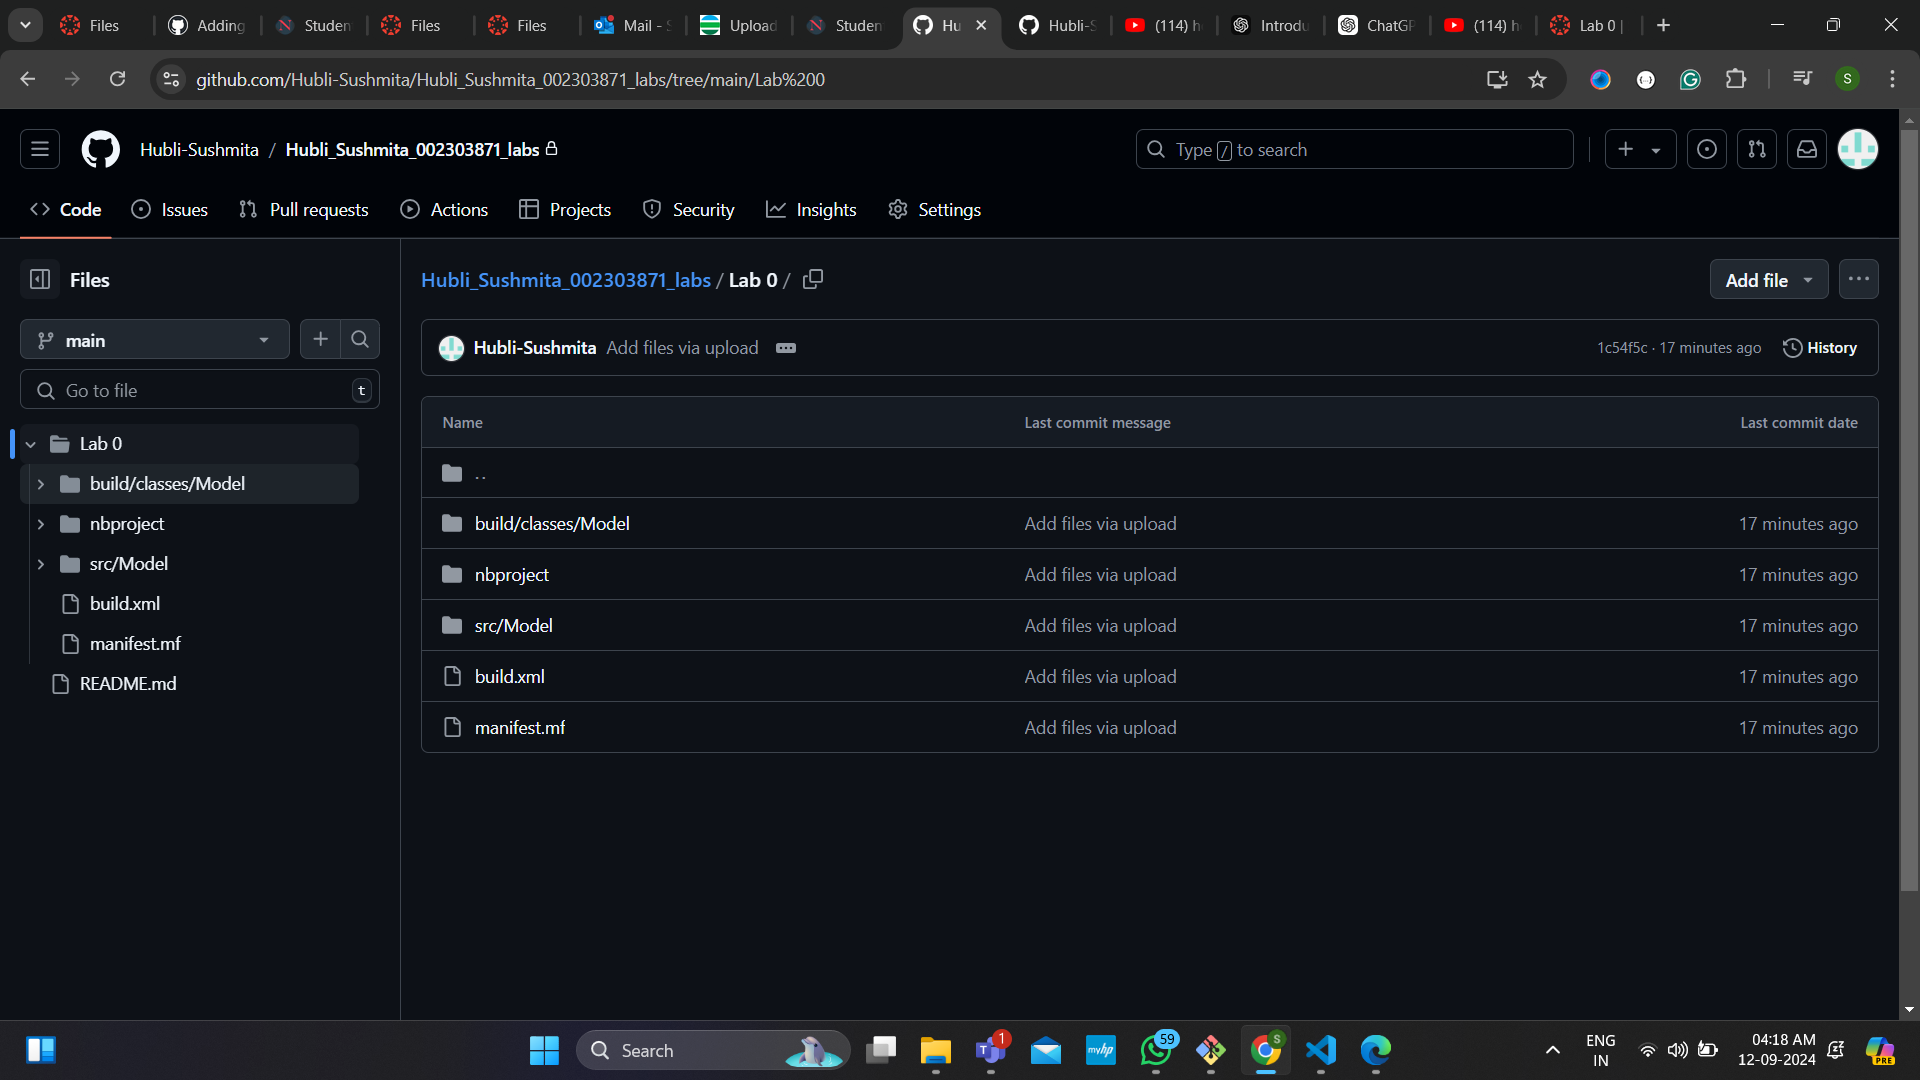 Files
Adding
Studen
Files
Files
Mail - S
Upload
Studen
Hu
Hubli-S
(114) h
Introdu
ChatGP
(114) h
Lab 0 |
github.com/Hubli-Sushmita/Hubli_Sushmita_002303871_labs/tree/main/Lab%200
S
Hubli-Sushmita / Hubli_Sushmita_002303871_labs
Type / to search
Code
Issues
Pull requests
Actions
Projects
Security
Insights
Settings
Files
main
Go to file
t
Lab 0
build/classes/Model
nbproject
src/Model
build.xml
manifest.mf
README.md
Hubli_Sushmita_002303871_labs / Lab 0 /
Add file
Hubli-Sushmita Add files via upload
1c54f5c · 17 minutes ago
History
Name Last commit message Last commit date
..
build/classes/Model Add files via upload 17 minutes ago
nbproject Add files via upload 17 minutes ago
src/Model Add files via upload 17 minutes ago
build.xml Add files via upload 17 minutes ago
manifest.mf Add files via upload 17 minutes ago
Search
1
myhp
59
S
ENG
IN
04:18 AM
12-09-2024
PRE